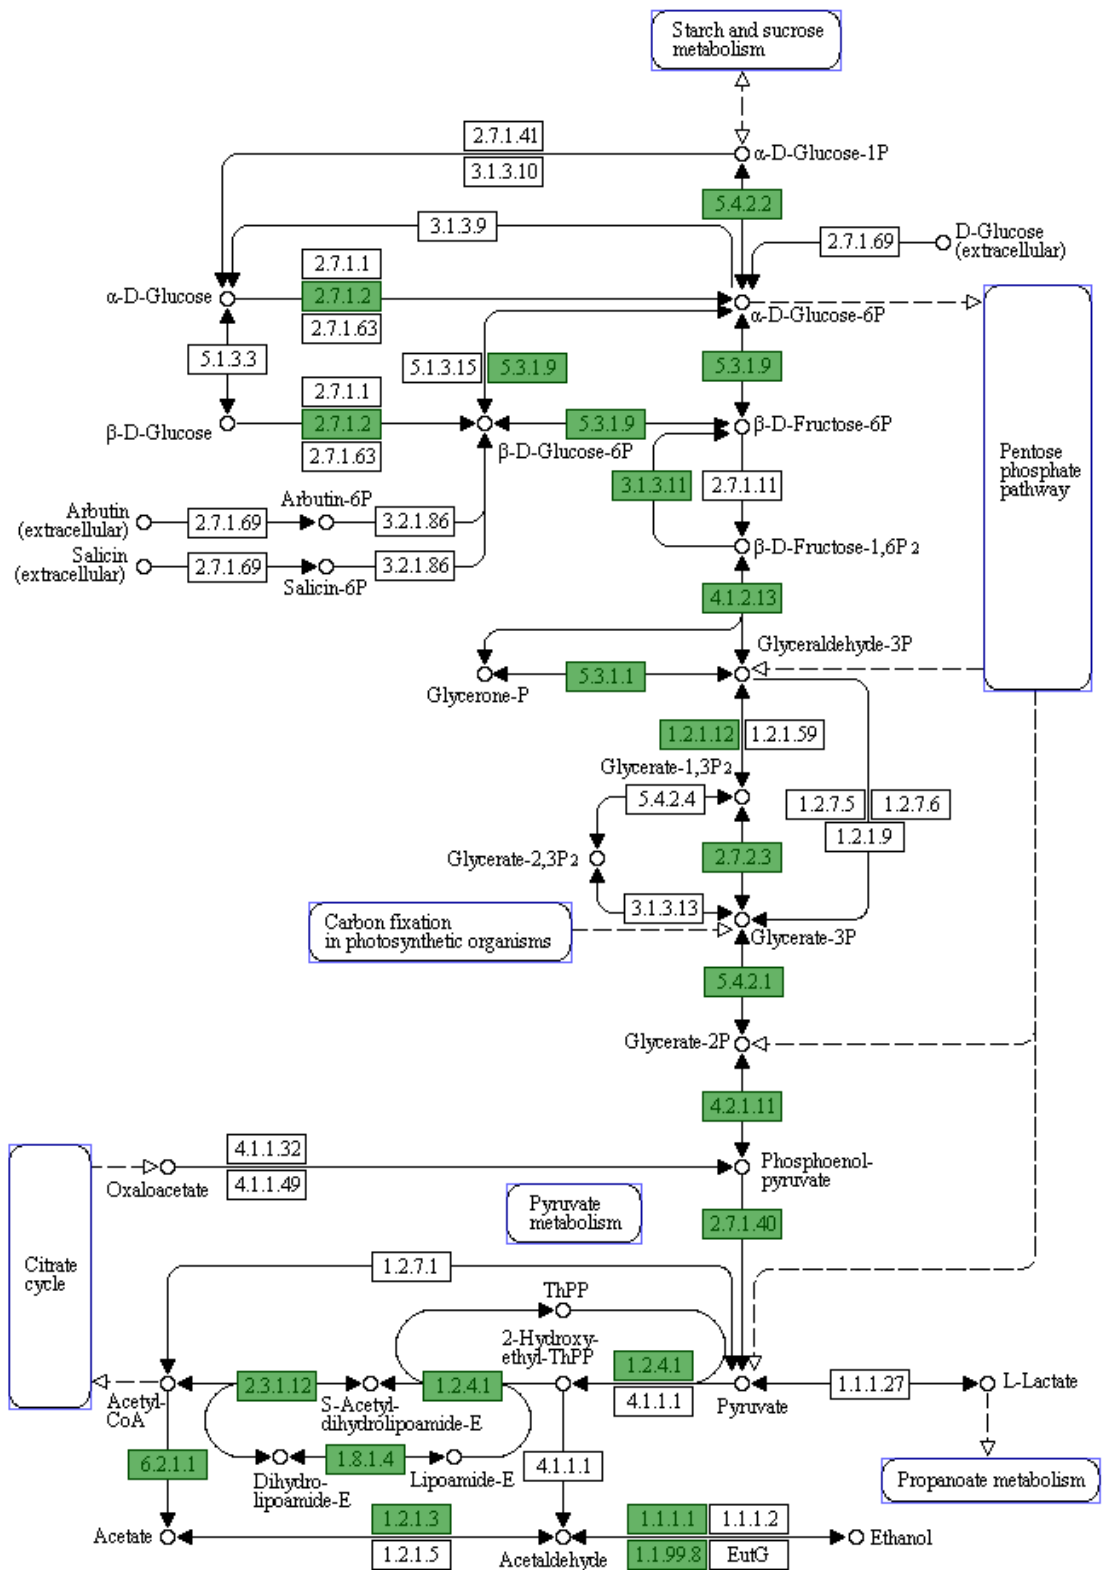 Starch and sucrose
metabolism
2.7.1.41
α-D-Glucose-1P
3.1.3.10
5.4.2.2
3.1.3.9
2.7.1.69
D-Glucose
(extracellular)
2.7.1.1
α-D-Glucose
2.7.1.2
α-D-Glucose-6P
2.7.1.63
5.1.3.3
5.1.3.15
5.3.1.9
5.3.1.9
2.7.1.1
β-D-Glucose
2.7.1.2
5.3.1.9
β-D-Fructose-6P
β-D-Glucose-6P
2.7.1.63
Pentose
phosphate
pathway
3.1.3.11
2.7.1.11
Arbutin-6P
Arbutin
(extracellular)
2.7.1.69
3.2.1.86
β-D-Fructose-1,6P2
Salicin
(extracellular)
2.7.1.69
3.2.1.86
Salicin-6P
4.1.2.13
Glyceraldehyde-3P
5.3.1.1
Glycerone-P
1.2.1.12
1.2.1.59
Glycerate-1,3P2
5.4.2.4
1.2.7.5
1.2.7.6
1.2.1.9
Glycerate-2,3P2
2.7.2.3
3.1.3.13
Carbon fixation
in photosynthetic organisms
Glycerate-3P
5.4.2.1
Glycerate-2P
4.2.1.11
4.1.1.32
Oxaloacetate
4.1.1.49
Phosphoenol-
pyruvate
Pyruvate
metabolism
2.7.1.40
Citrate
cycle
1.2.7.1
ThPP
2-Hydroxy-
ethyl-ThPP
1.2.4.1
2.3.1.12
1.2.4.1
4.1.1.1
1.1.1.27
L-Lactate
Acetyl-
CoA
S-Acetyl-
dihydrolipoamide-E
Pyruvate
6.2.1.1
1.8.1.4
4.1.1.1
Dihydro-
lipoamide-E
Lipoamide-E
Propanoate metabolism
1.2.1.3
1.1.1.1
1.1.1.2
Acetate
Ethanol
1.2.1.5
Acetaldehyde
1.1.99.8
EutG